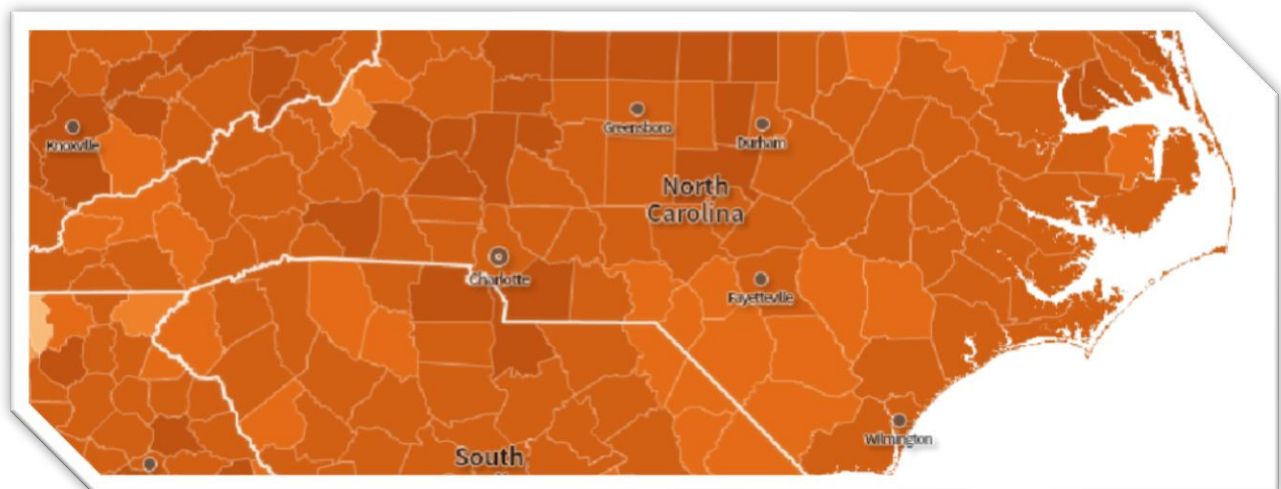 Greensboro
Durham
Knoxville
North
Carolina
Charlotte
Fayetteville
Wilmington
South